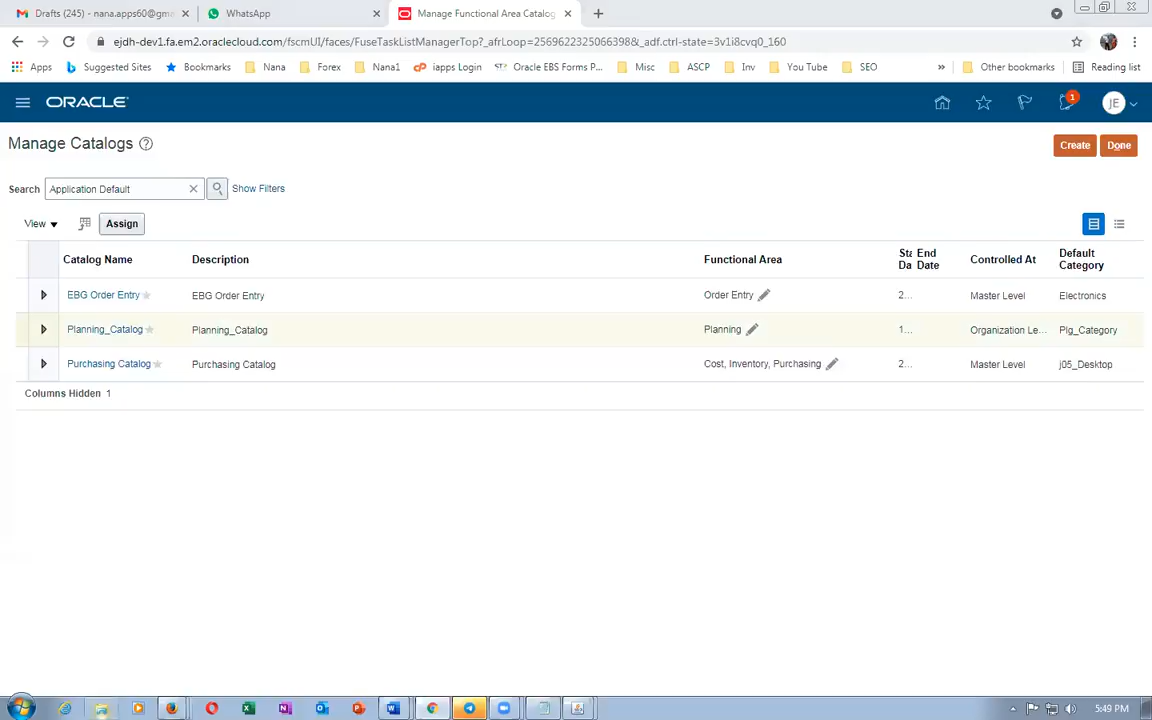 Drafts (245) - nana.apps60@gm
WhatsApp
Manage Functional Area Catalog
ejdh-dev1.fa.em2.oraclecloud.com/fscmUI/faces/FuseTaskListManagerTop?_afrLoop=2569622325066398&_adf.ctrl-state=3v1i8cvq0_160
Apps Suggested Sites Bookmarks Nana Forex Nana1 iapps Login Oracle EBS Forms P... Misc ASCP Inv You Tube SEO » Other bookmarks Reading list
ORACLE 1 JE
Manage Catalogs ? Create Done
Search Application Default Show Filters
View Assign
Catalog Name Description Functional Area Sta Da End Date Controlled At Default Category
EBG Order Entry EBG Order Entry Order Entry 2... Master Level Electronics
Planning_Catalog Planning_Catalog Planning 1... Organization Le... Plg_Category
Purchasing Catalog Purchasing Catalog Cost, Inventory, Purchasing 2... Master Level j05_Desktop
Columns Hidden 1
5:49 PM